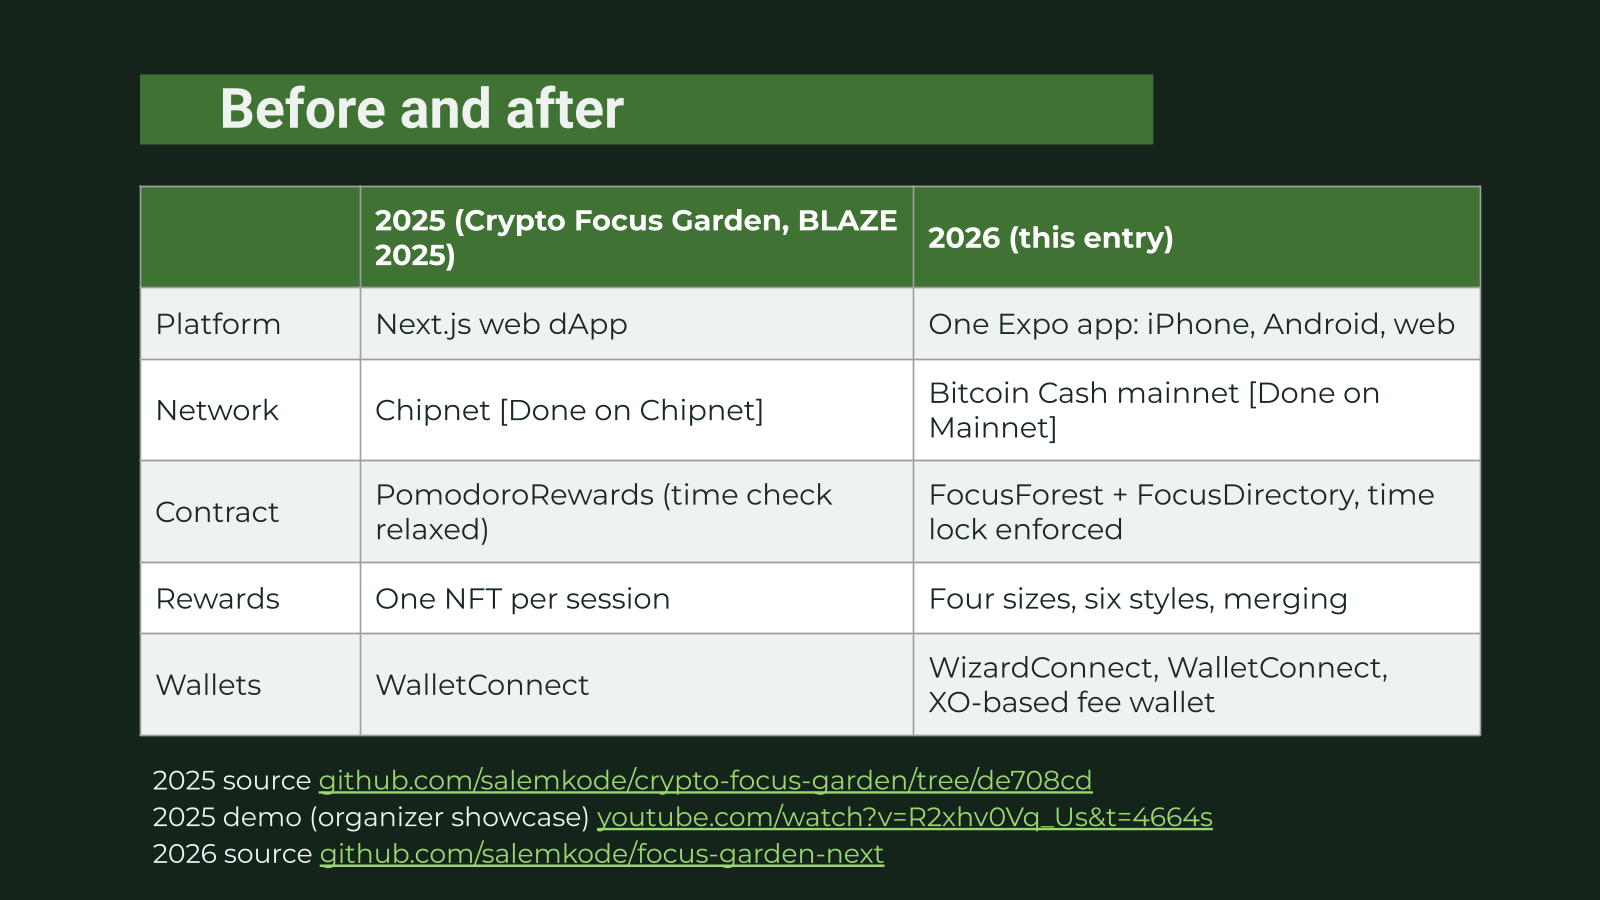 Before and after
2025 (Crypto Focus Garden, BLAZE
2025)
2026 (this entry)
Platform
Next.js web dApp
One Expo app: iPhone, Android, web
Network
Chipnet [Done on Chipnet]
Bitcoin Cash mainnet [Done on
Mainnet]
Contract
PomodoroRewards (time check
relaxed)
FocusForest + FocusDirectory, time
lock enforced
Rewards
One NFT per session
Four sizes, six styles, merging
Wallets
WalletConnect
WizardConnect, WalletConnect,
XO-based fee wallet
2025 source github.com/salemkode/crypto-focus-garden/tree/de708cd
2025 demo (organizer showcase) youtube.com/watch?v=R2xhv0Vq_Us&t=4664s
2026 source github.com/salemkode/focus-garden-next